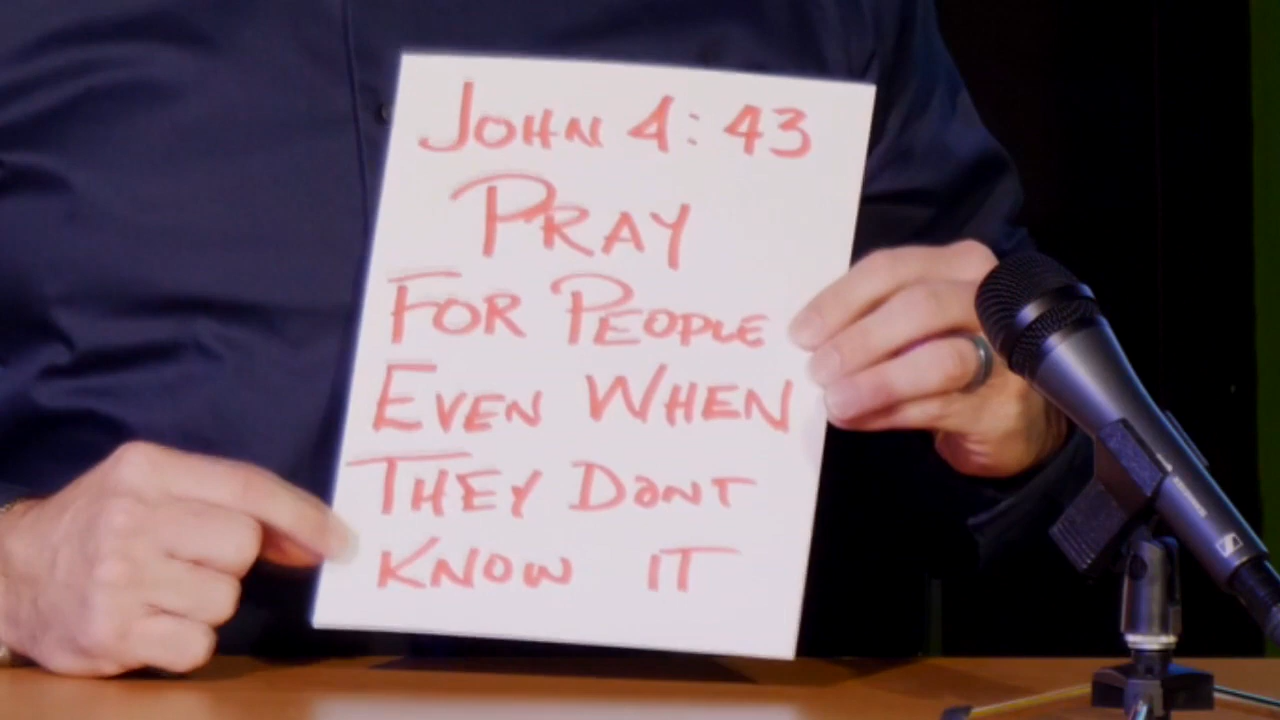 JOHN 4:43
PRAY
FOR PEOPLE
EVEN WHEN
THEY DONT
KNOW IT